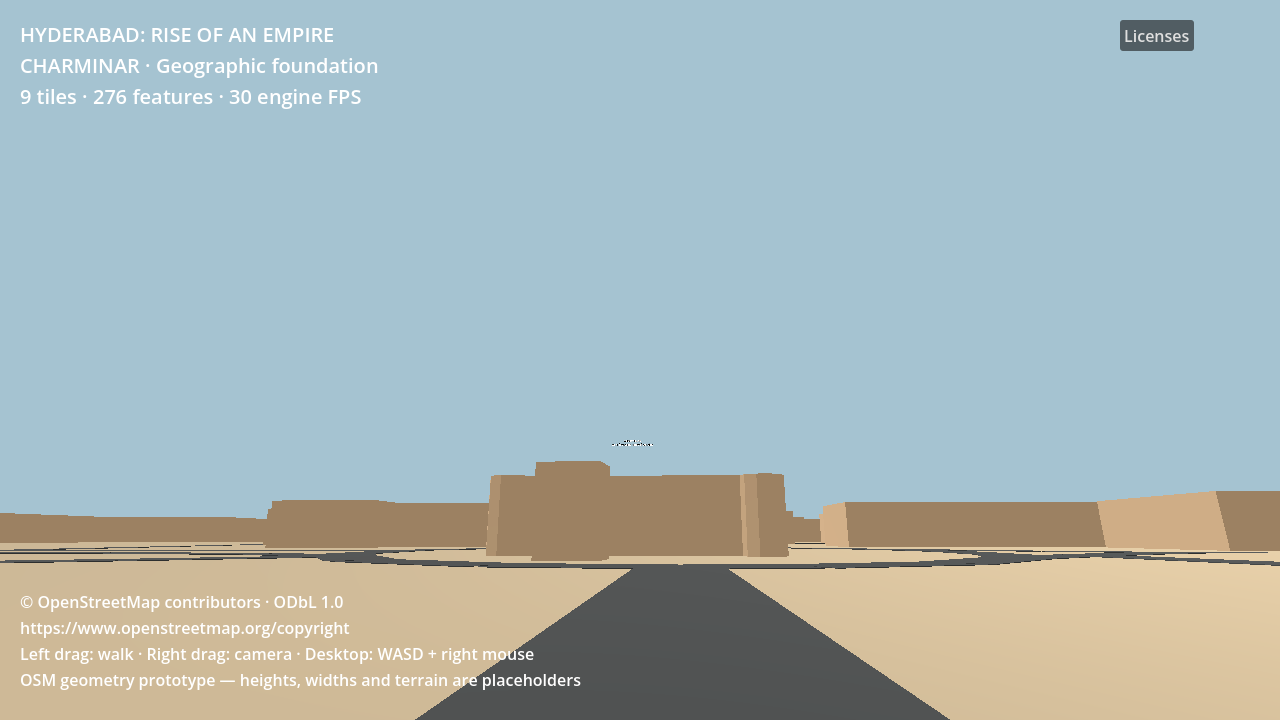 HYDERABAD: RISE OF AN EMPIRE
CHARMINAR · Geographic foundation
9 tiles · 276 features · 30 engine FPS
Licenses
© OpenStreetMap contributors · ODbL 1.0
https://www.openstreetmap.org/copyright
Left drag: walk · Right drag: camera · Desktop: WASD + right mouse
OSM geometry prototype — heights, widths and terrain are placeholders